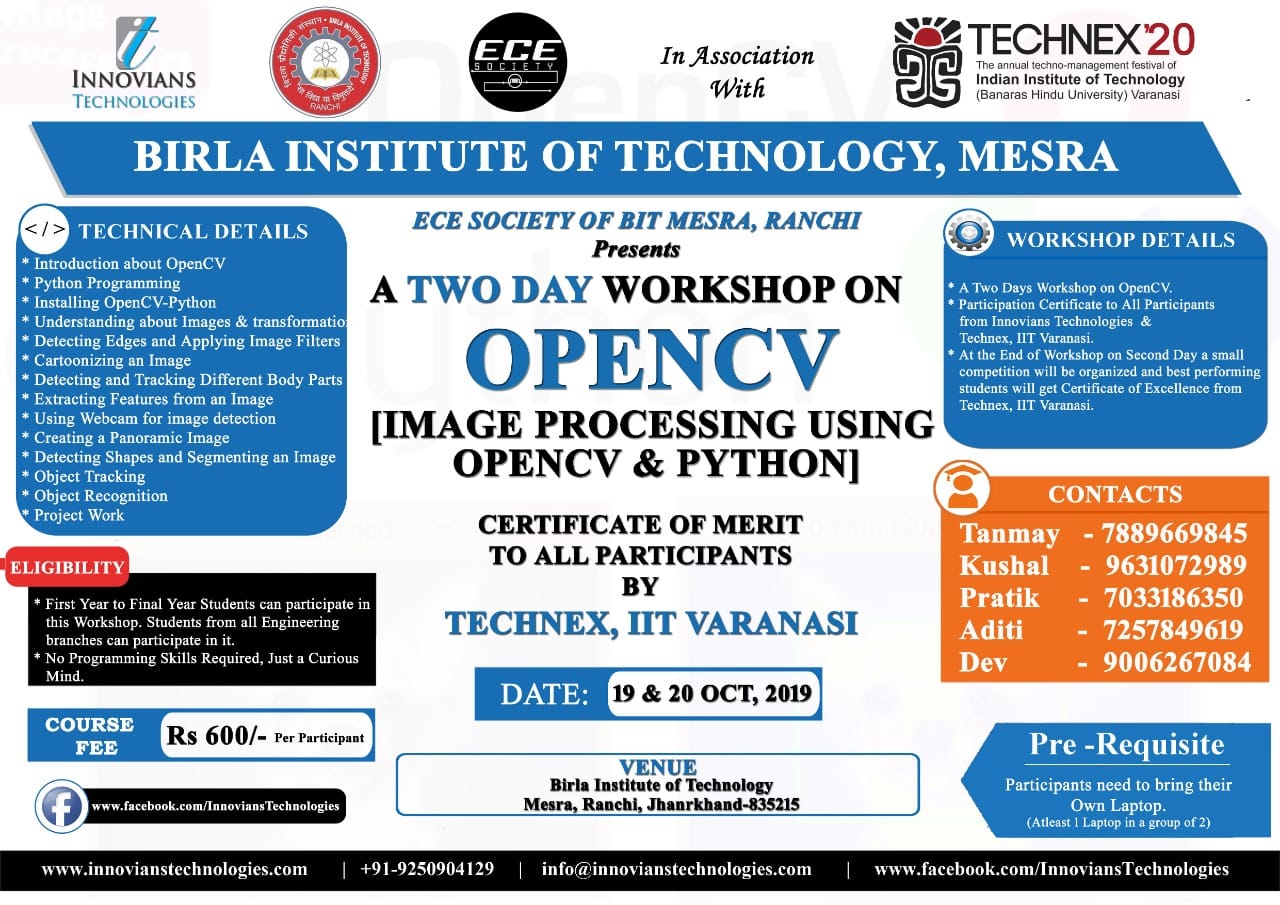 it
INNOVIANS
TECHNOLOGIES
BIRLA INSTITUTE OF TECHNOLOGY
RANCHI
ECE
SOCIETY
In Association
With
TECHNEX'20
The annual techno-management festival of
Indian Institute of Technology
(Banaras Hindu University) Varanasi
BIRLA INSTITUTE OF TECHNOLOGY, MESRA
</> TECHNICAL DETAILS
* Introduction about OpenCV
* Python Programming
* Installing OpenCV-Python
* Understanding about Images & transformatio
* Detecting Edges and Applying Image Filters
* Cartoonizing an Image
* Detecting and Tracking Different Body Parts
* Extracting Features from an Image
* Using Webcam for image detection
* Creating a Panoramic Image
* Detecting Shapes and Segmenting an Image
* Object Tracking
* Object Recognition
* Project Work
ELIGIBILITY
* First Year to Final Year Students can participate in
this Workshop. Students from all Engineering
branches can participate in it.
* No Programming Skills Required, Just a Curious
Mind.
COURSE
FEE
Rs 600/- Per Participant
www.facebook.com/InnoviansTechnologies
ECE SOCIETY OF BIT MESRA, RANCHI
Presents
A TWO DAY WORKSHOP ON
OPENCV
[IMAGE PROCESSING USING
OPENCV & PYTHON]
CERTIFICATE OF MERIT
TO ALL PARTICIPANTS
BY
TECHNEX, IIT VARANASI
DATE: 19 & 20 OCT, 2019
VENUE
Birla Institute of Technology
Mesra, Ranchi, Jhanrkhand-835215
WORKSHOP DETAILS
* A Two Days Workshop on OpenCV.
* Participation Certificate to All Participants
from Innovians Technologies &
Technex, IIT Varanasi.
* At the End of Workshop on Second Day a small
competition will be organized and best performing
students will get Certificate of Excellence from
Technex, IIT Varanasi.
CONTACTS
Tanmay - 7889669845
Kushal - 9631072989
Pratik - 7033186350
Aditi - 7257849619
Dev - 9006267084
Pre -Requisite
Participants need to bring their
Own Laptop.
(Atleast 1 Laptop in a group of 2)
www.innovianstechnologies.com | +91-9250904129 | info@innovianstechnologies.com | www.facebook.com/InnoviansTechnologies